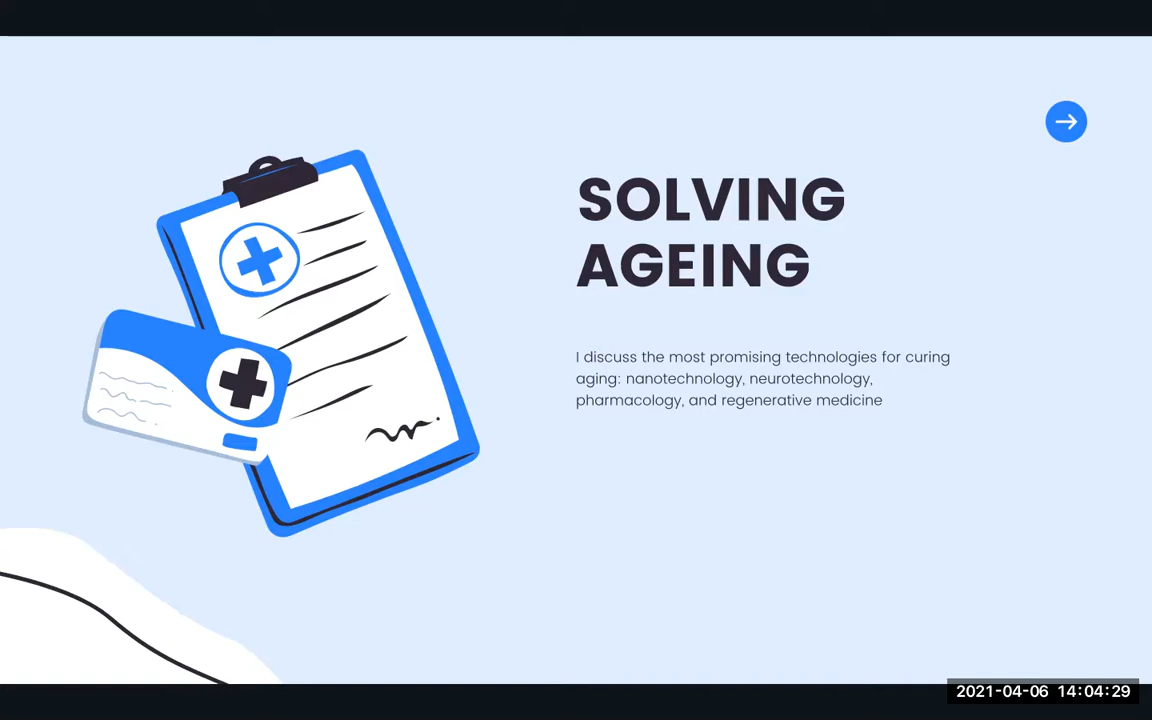 SOLVING
AGEING
I discuss the most promising technologies for curing
aging: nanotechnology, neurotechnology,
pharmacology, and regenerative medicine
2021-04-06 14:04:29